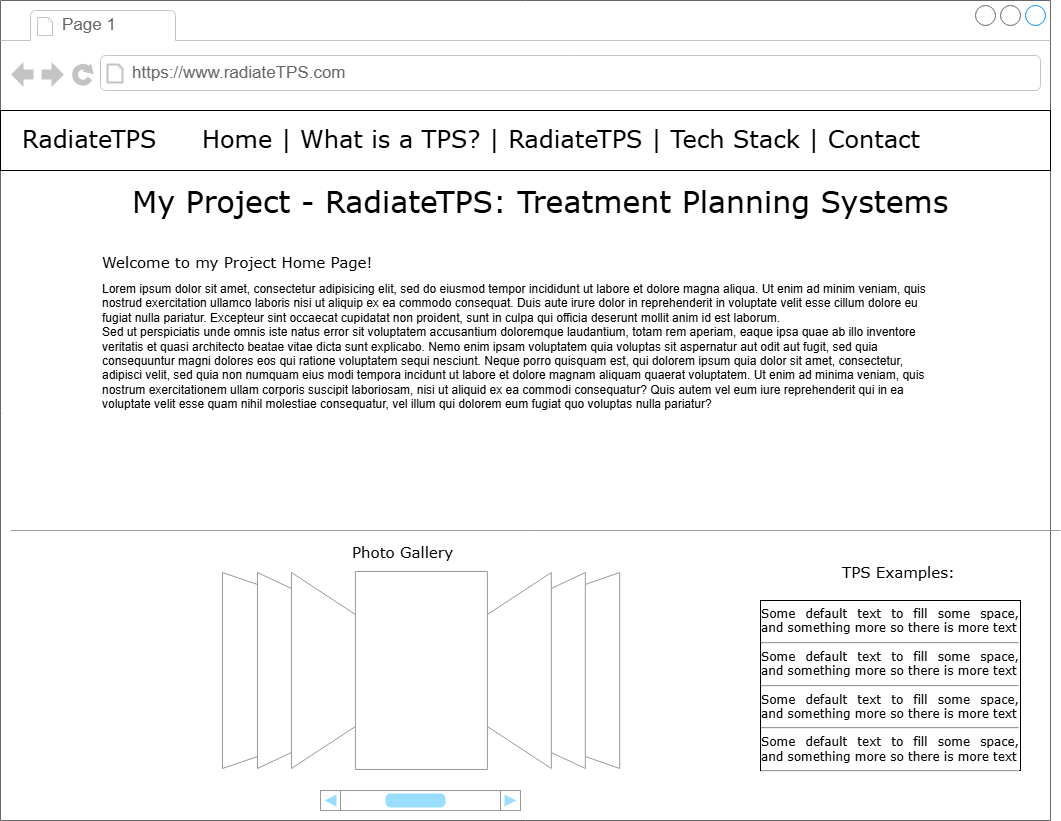 Page 1
https://www.radiateTPS.com
RadiateTPS Home | What is a TPS? | RadiateTPS | Tech Stack | Contact
My Project - RadiateTPS: Treatment Planning Systems
Welcome to my Project Home Page!
Lorem ipsum dolor sit amet, consectetur adipisicing elit, sed do eiusmod tempor incididunt ut labore et dolore magna aliqua. Ut enim ad minim veniam, quis
nostrud exercitation ullamco laboris nisi ut aliquip ex ea commodo consequat. Duis aute irure dolor in reprehenderit in voluptate velit esse cillum dolore eu
fugiat nulla pariatur. Excepteur sint occaecat cupidatat non proident, sunt in culpa qui officia deserunt mollit anim id est laborum.
Sed ut perspiciatis unde omnis iste natus error sit voluptatem accusantium doloremque laudantium, totam rem aperiam, eaque ipsa quae ab illo inventore
veritatis et quasi architecto beatae vitae dicta sunt explicabo. Nemo enim ipsam voluptatem quia voluptas sit aspernatur aut odit aut fugit, sed quia
consequuntur magni dolores eos qui ratione voluptatem sequi nesciunt. Neque porro quisquam est, qui dolorem ipsum quia dolor sit amet, consectetur,
adipisci velit, sed quia non numquam eius modi tempora incidunt ut labore et dolore magnam aliquam quaerat voluptatem. Ut enim ad minima veniam, quis
nostrum exercitationem ullam corporis suscipit laboriosam, nisi ut aliquid ex ea commodi consequatur? Quis autem vel eum iure reprehenderit qui in ea
voluptate velit esse quam nihil molestiae consequatur, vel illum qui dolorem eum fugiat quo voluptas nulla pariatur?
Photo Gallery
TPS Examples:
Some default text to fill some space,
and something more so there is more text
Some default text to fill some space,
and something more so there is more text
Some default text to fill some space,
and something more so there is more text
Some default text to fill some space,
and something more so there is more text